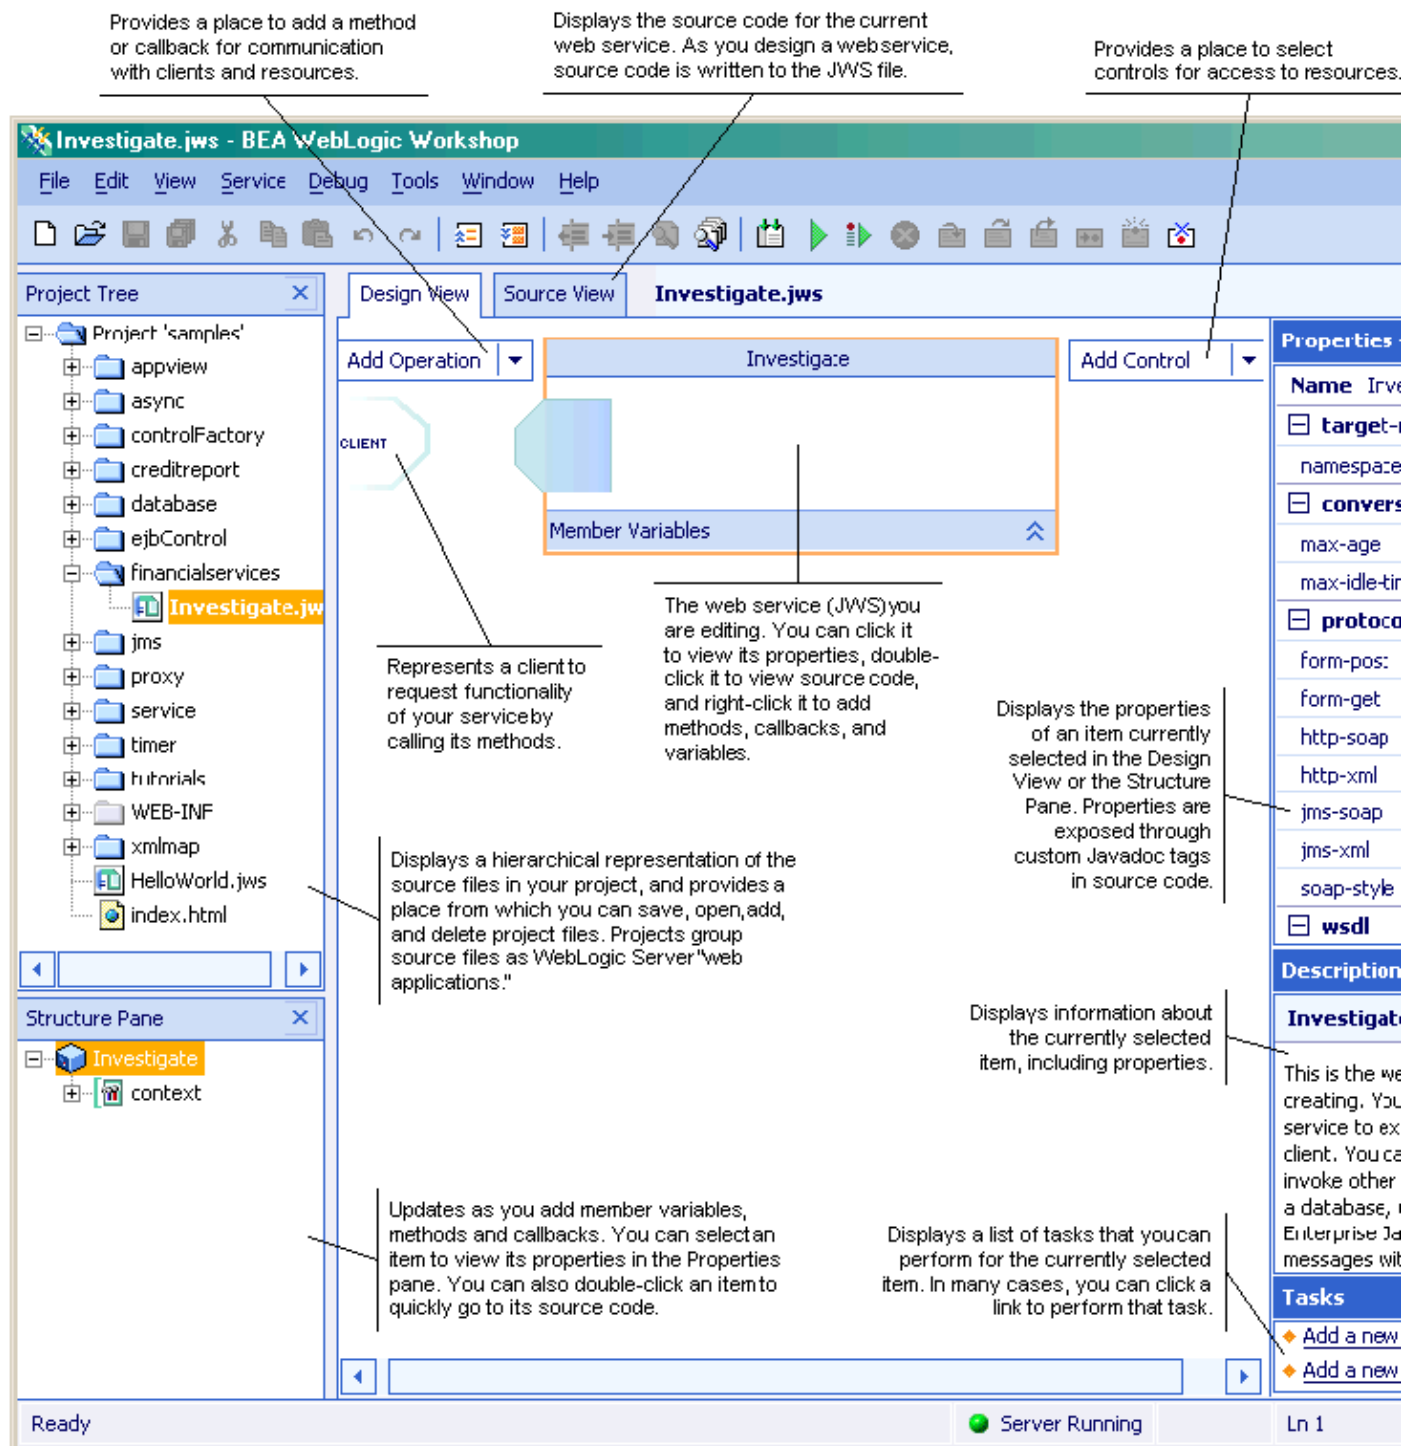 Provides a place to add a method
or callback for communication
with clients and resources.
Displays the source code for the current
web service. As you design a webservice,
source code is written to the JWS file.
Provides a place to select
controls for access to resources.
Investigate.jws - BEA WebLogic Workshop
File Edit View Service Debug Tools Window Help
Project Tree
Project 'samples'
appview
async
controlFactory
creditreport
database
ejbControl
financialservices
Investigate.jw
jms
proxy
service
timer
tutorials
WEB-INF
xmlmap
HelloWorld.jws
index.html
Structure Pane
Investigate
context
Design View
Source View
Investigate.jws
Add Operation
Investigate
Add Control
CLIENT
Member Variables
Represents a client to
request functionality
of your service by
calling its methods.
The web service (JWS) you
are editing. You can click it
to view its properties, double-
click it to view source code,
and right-click it to add
methods, callbacks, and
variables.
Displays the properties
of an item currently
selected in the Design
View or the Structure
Pane. Properties are
exposed through
custom Javadoc tags
in source code.
Displays a hierarchical representation of the
source files in your project, and provides a
place from which you can save, open, add,
and delete project files. Projects group
source files as WebLogic Server "web
applications."
Displays information about
the currently selected
item, including properties.
Updates as you add member variables,
methods and callbacks. You can select an
item to view its properties in the Properties
pane. You can also double-click an item to
quickly go to its source code.
Displays a list of tasks that you can
perform for the currently selected
item. In many cases, you can click a
link to perform that task.
Properties -
Name Inve
target-
namespace
convers
max-age
max-idle-tir
protoco
form-post
form-get
http-soap
http-xml
jms-soap
jms-xml
soap-style
wsdl
Description
Investigate
This is the we
creating. You
service to ex
client. You ca
invoke other
a database,
Enterprise Ja
messages wit
Tasks
Add a new
Add a new
Ready
Server Running
Ln 1